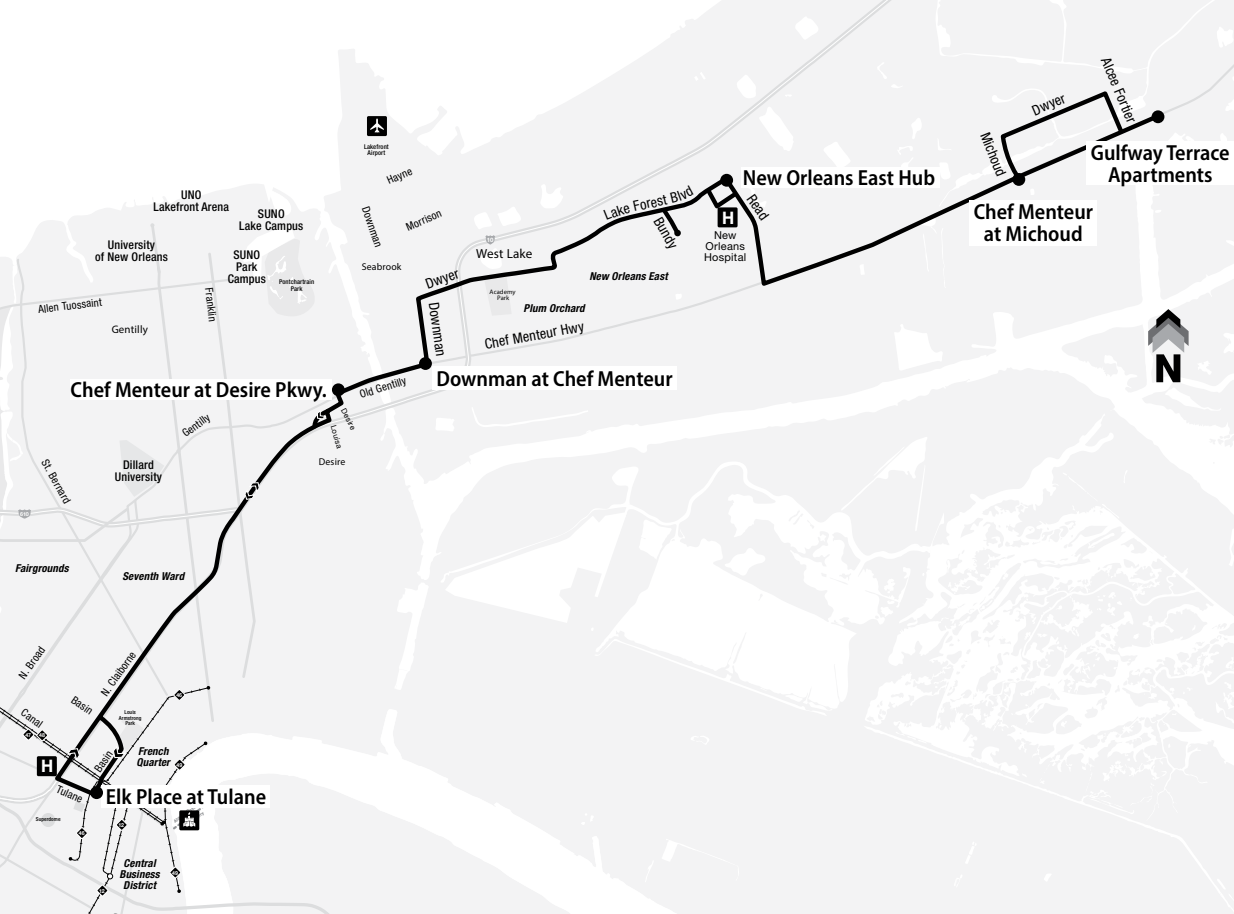 Alcee Fortier
Dwyer
Michoud
Gulfway Terrace
Apartments
Lakefront
Airport
Hayne
New Orleans East Hub
UNO
Lakefront Arena
SUNO
Lake Campus
Downman
Morrison
Lake Forest Blvd
Read
H
Bundy
New
Orleans
Hospital
Chef Menteur
at Michoud
University
of New Orleans
SUNO
Park
Campus
Seabrook
West Lake
Pontchartrain
Park
Dwyer
New Orleans East
Academy
Park
Allen Tuossaint
Franklin
Plum Orchard
Gentilly
Downman
Chef Menteur Hwy
N
Chef Menteur at Desire Pkwy.
Old Gentilly
Downman at Chef Menteur
Desire
Louisa
Gentilly
Desire
Dillard
University
St. Bernard
610
Fairgrounds
Seventh Ward
N. Broad
N. Claiborne
Basin
Louis
Armstrong
Park
Canal
French
Quarter
Basin
H
Tulane
Elk Place at Tulane
Superdome
Central
Business
District